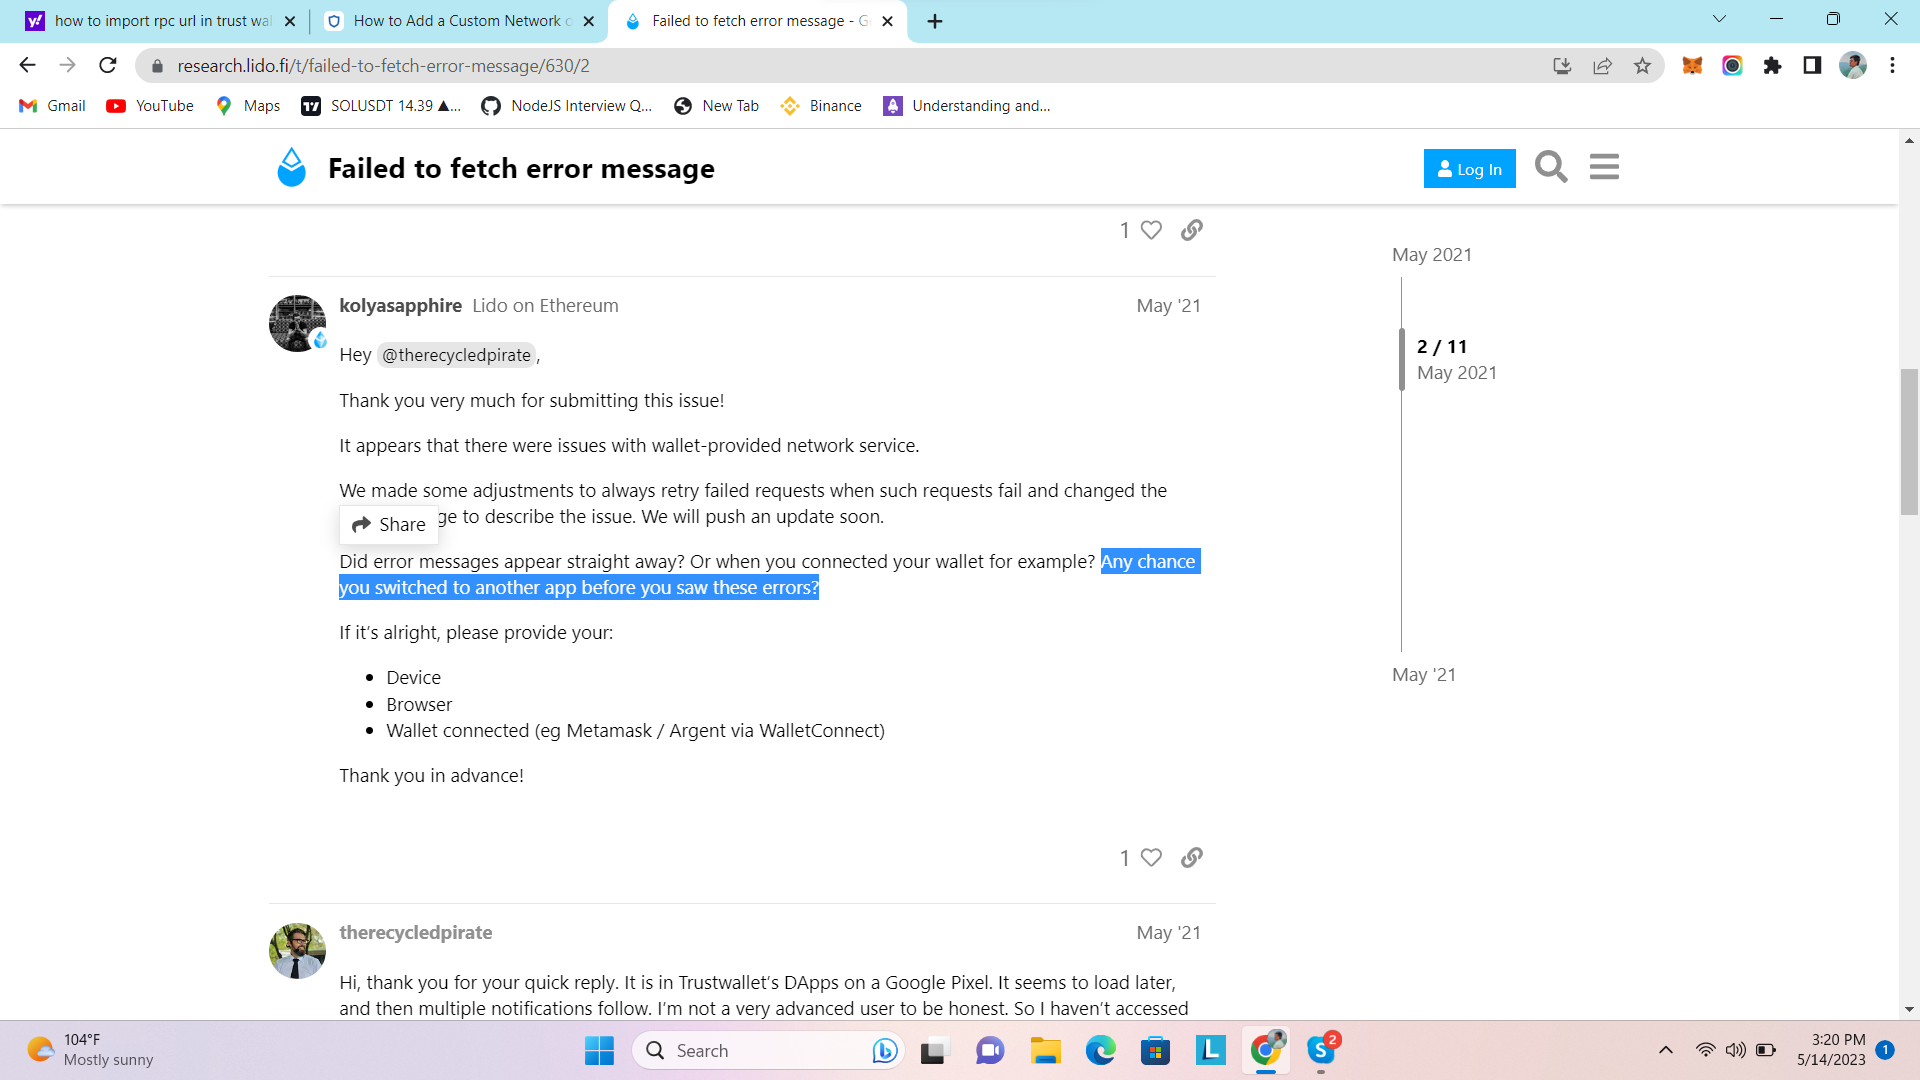 how to import rpc url in trust wal
How to Add a Custom Network o
Failed to fetch error message - G
research.lido.fi/t/failed-to-fetch-error-message/630/2
Gmail
YouTube
Maps
SOLUSDT 14.39 ▲...
NodeJS Interview Q...
New Tab
Binance
Understanding and...
Failed to fetch error message
Log In
1
May 2021
kolyasapphire Lido on Ethereum May '21
Hey @therecycledpirate,
2 / 11
May 2021
Thank you very much for submitting this issue!
It appears that there were issues with wallet-provided network service.
We made some adjustments to always retry failed requests when such requests fail and changed the
Share
ge to describe the issue. We will push an update soon.
Did error messages appear straight away? Or when you connected your wallet for example? Any chance
you switched to another app before you saw these errors?
If it’s alright, please provide your:
• Device
May '21
• Browser
• Wallet connected (eg Metamask / Argent via WalletConnect)
Thank you in advance!
1
therecycledpirate May '21
Hi, thank you for your quick reply. It is in Trustwallet’s DApps on a Google Pixel. It seems to load later,
and then multiple notifications follow. I’m not a very advanced user to be honest. So I haven’t accessed
104°F
Mostly sunny
Search
2
3:20 PM
5/14/2023
1